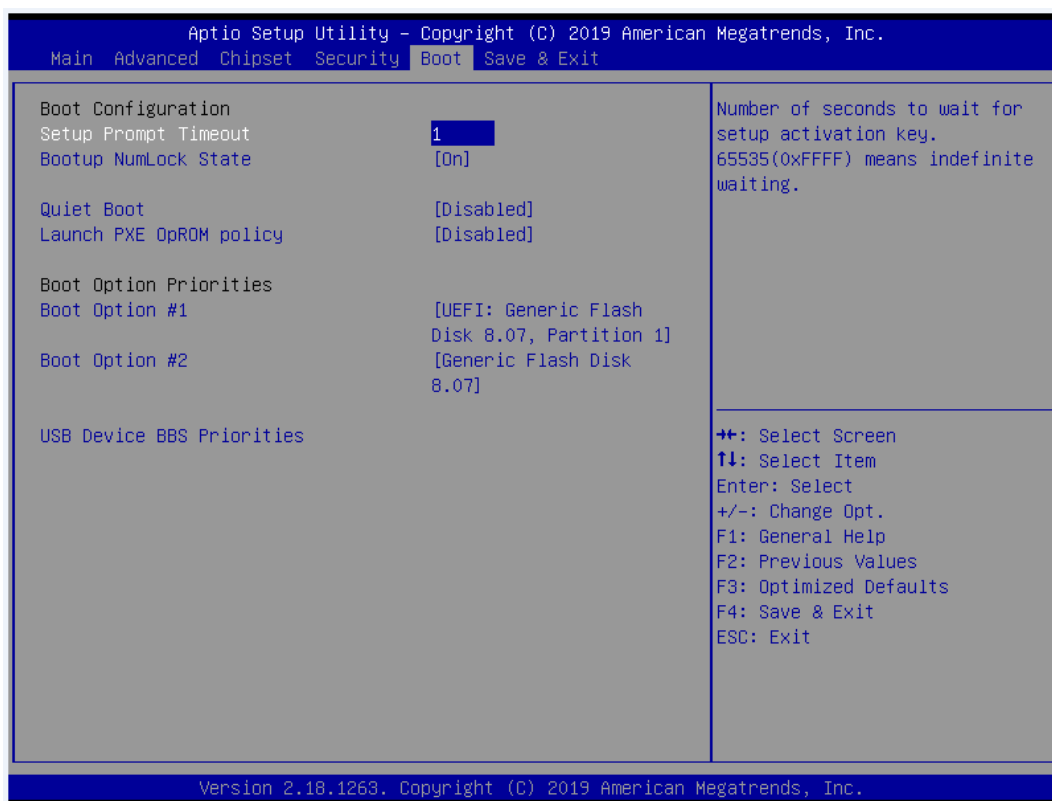 Aptio Setup Utility – Copyright (C) 2019 American Megatrends, Inc.
Main Advanced Chipset Security Boot Save & Exit
Boot Configuration
Setup Prompt Timeout 1
Bootup NumLock State [On]
Quiet Boot [Disabled]
Launch PXE OpROM policy [Disabled]
Boot Option Priorities
Boot Option #1 [UEFI: Generic Flash
Disk 8.07, Partition 1]
Boot Option #2 [Generic Flash Disk
8.07]
USB Device BBS Priorities
Number of seconds to wait for
setup activation key.
65535(0xFFFF) means indefinite
waiting.
→←: Select Screen
↑↓: Select Item
Enter: Select
+/-: Change Opt.
F1: General Help
F2: Previous Values
F3: Optimized Defaults
F4: Save & Exit
ESC: Exit
Version 2.18.1263. Copyright (C) 2019 American Megatrends, Inc.